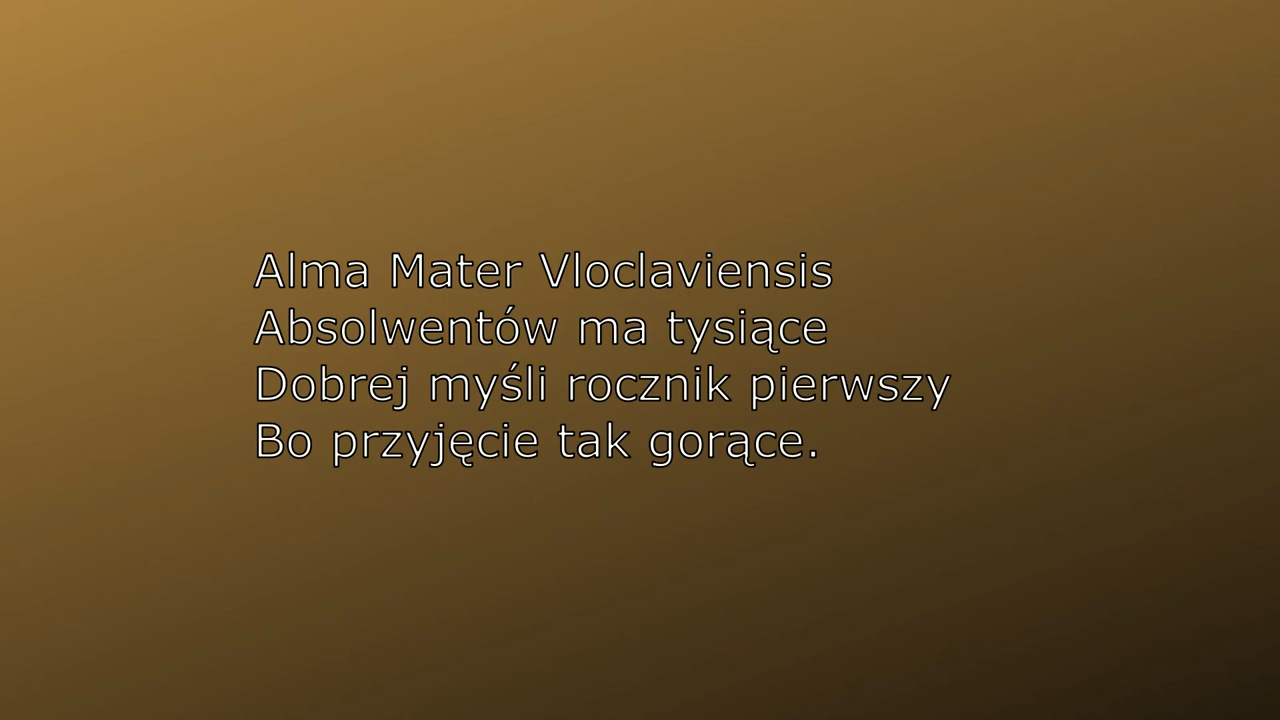 Alma Mater Vloclaviensis
Absolwentów ma tysiące
Dobrej myśli rocznik pierwszy
Bo przyjęcie tak gorące.